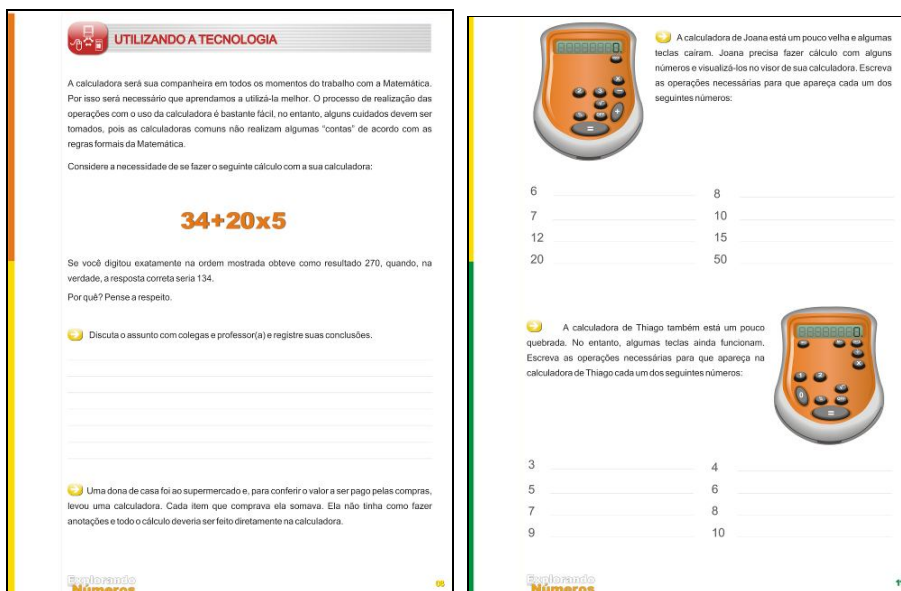 UTILIZANDO A TECNOLOGIA
A calculadora será sua companheira em todos os momentos do trabalho com a Matemática.
Por isso será necessário que aprendamos a utilizá-la melhor. O processo de realização das
operações com o uso da calculadora é bastante fácil, no entanto, alguns cuidados devem ser
tomados, pois as calculadoras comuns não realizam algumas "contas" de acordo com as
regras formais da Matemática.
Considere a necessidade de se fazer o seguinte cálculo com a sua calculadora:
34+20x5
Se você digitou exatamente na ordem mostrada obteve como resultado 270, quando, na
verdade, a resposta correta seria 134.
Por quê? Pense a respeito.
Discuta o assunto com colegas e professor(a) e registre suas conclusões.
Uma dona de casa foi ao supermercado e, para conferir o valor a ser pago pelas compras,
levou uma calculadora. Cada item que comprava ela somava. Ela não tinha como fazer
anotações e todo o cálculo deveria ser feito diretamente na calculadora.
Explorando
Números
A calculadora de Joana está um pouco velha e algumas
teclas caíram. Joana precisa fazer cálculo com alguns
números e visualizá-los no visor de sua calculadora. Escreva
as operações necessárias para que apareça cada um dos
seguintes números:
6 8
7 10
12 15
20 50
A calculadora de Thiago também está um pouco
quebrada. No entanto, algumas teclas ainda funcionam.
Escreva as operações necessárias para que apareça na
calculadora de Thiago cada um dos seguintes números:
3 4
5 6
7 8
9 10
Explorando
Números